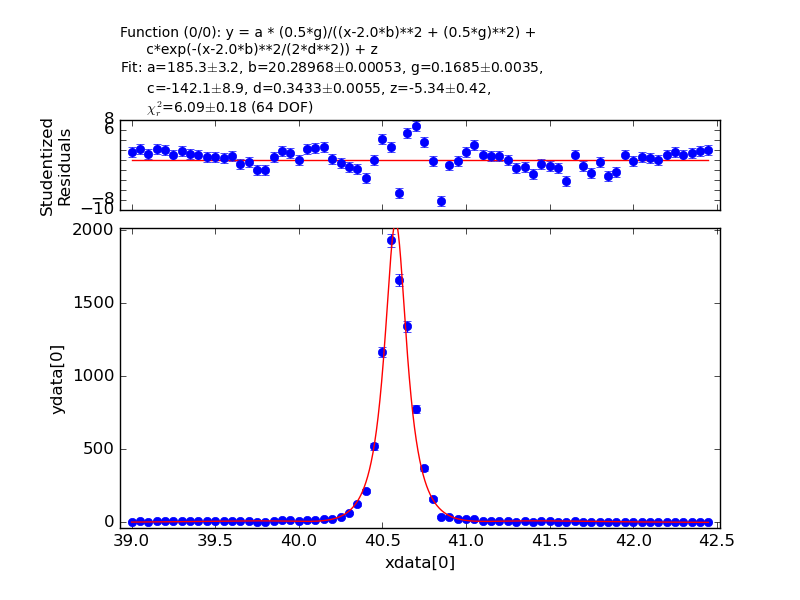 Function (0/0): y = a * (0.5*g)/((x-2.0*b)**2 + (0.5*g)**2) +
c*exp(-(x-2.0*b)**2/(2*d**2)) + z
Fit: a=185.3±3.2, b=20.28968±0.00053, g=0.1685±0.0035,
c=-142.1±8.9, d=0.3433±0.0055, z=-5.34±0.42,
χ_r^2=6.09±0.18 (64 DOF)
8
6
−8
−10
Studentized
Residuals
2000
1500
1000
500
0
ydata[0]
39.0 39.5 40.0 40.5 41.0 41.5 42.0 42.5
xdata[0]